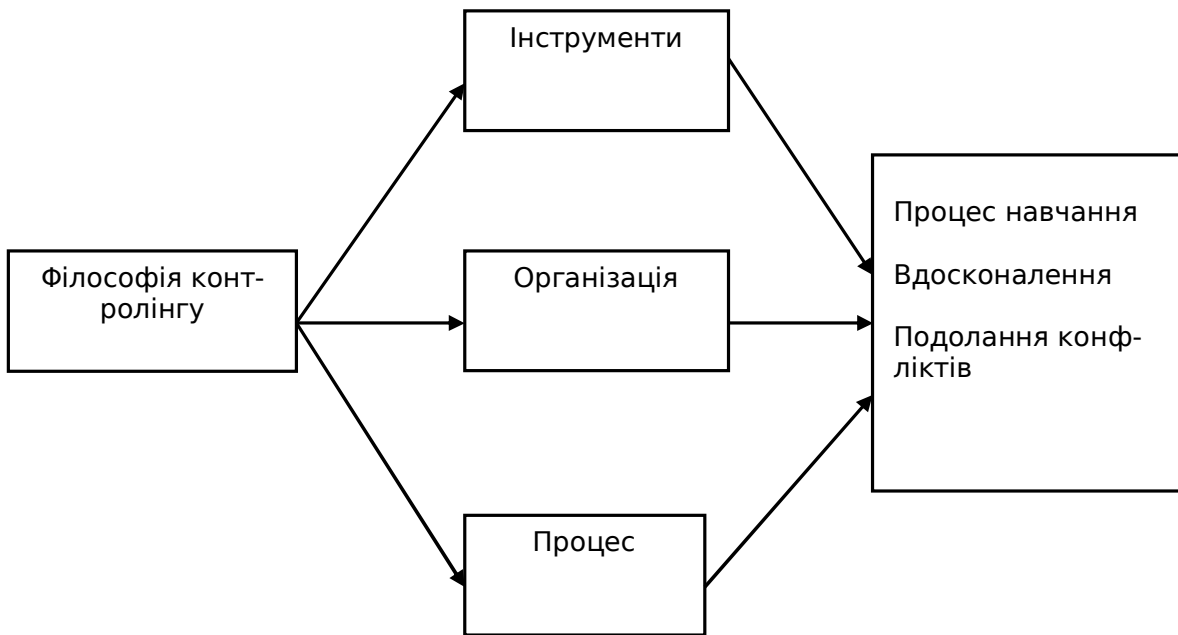 Інструменти
Філософія конт-
ролінгу
Організація
Процес
Процес навчання
Вдосконалення
Подолання конф-
ліктів